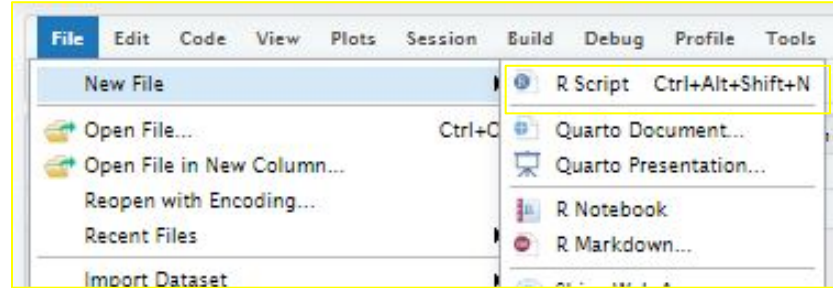 File Edit Code View Plots Session Build Debug Profile Tools
New File
Open File...
Open File in New Column...
Reopen with Encoding...
Recent Files
Import Dataset
R Script Ctrl+Alt+Shift+N
Quarto Document...
Quarto Presentation...
R Notebook
R Markdown...